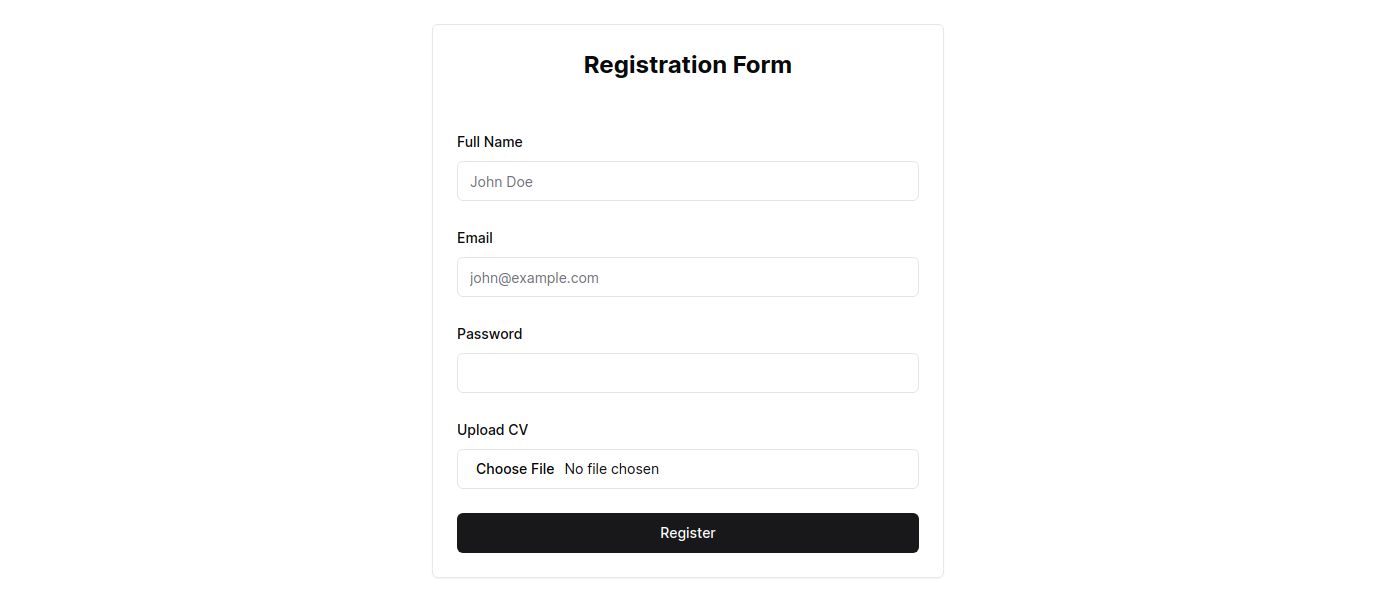 Registration Form
Full Name
John Doe
Email
john@example.com
Password
Upload CV
Choose File No file chosen
Register